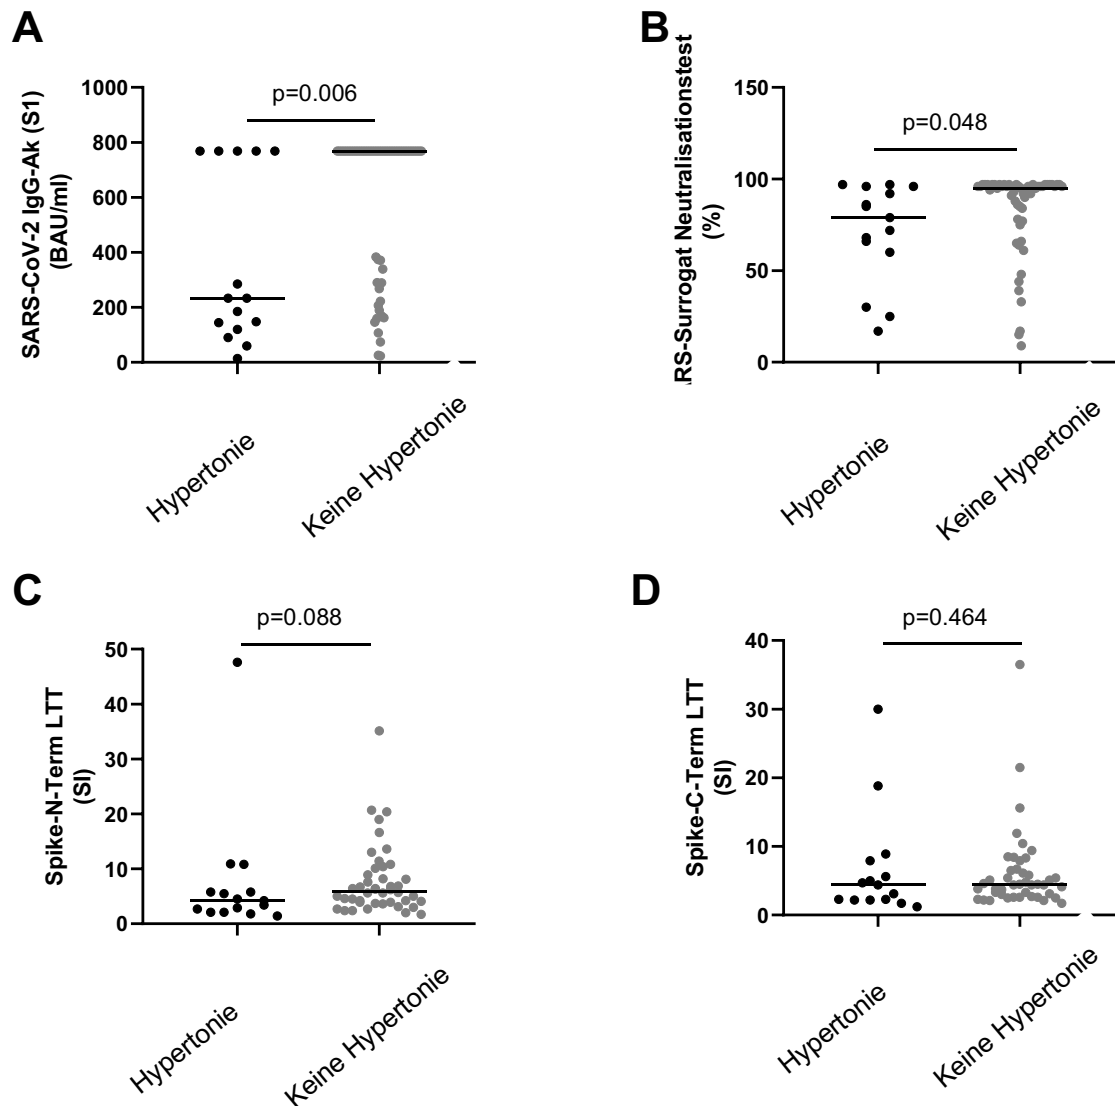 A
SARS-CoV-2 IgG-Ak (S1)
(BAU/ml)
1000
800
600
400
200
0
p=0.006
Hypertonie
Keine Hypertonie
B
RS-Surrogat Neutralisationstest
(%)
150
100
50
0
p=0.048
Hypertonie
Keine Hypertonie
C
Spike-N-Term LTT
(SI)
50
40
30
20
10
0
p=0.088
Hypertonie
Keine Hypertonie
D
Spike-C-Term LTT
(SI)
40
30
20
10
0
p=0.464
Hypertonie
Keine Hypertonie